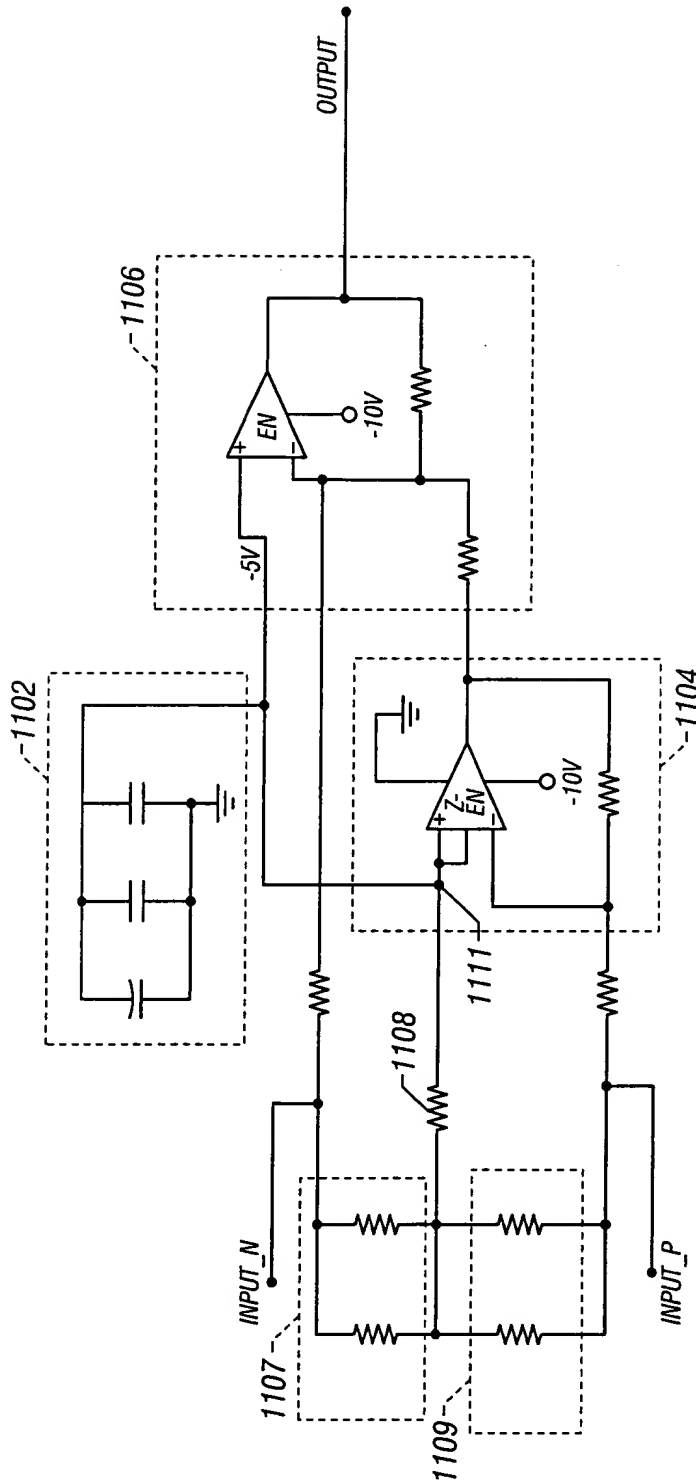 OUTPUT
1106
EN
+
-
-10V
-5V
1102
1104
Z-
EN
+
-
-10V
1111
1108
INPUT_N
1107
1109
INPUT_P